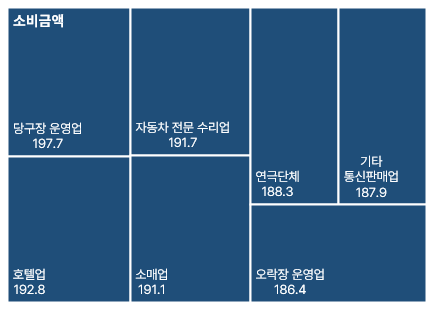 소비금액
당구장 운영업
197.7
자동차 전문 수리업
191.7
연극단체
188.3
기타
통신판매업
187.9
호텔업
192.8
소매업
191.1
오락장 운영업
186.4